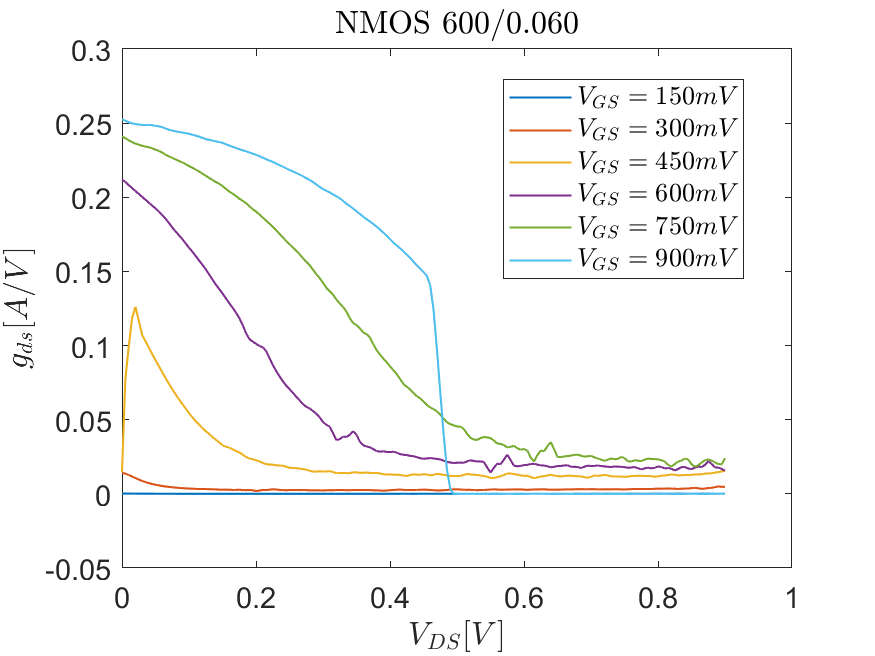 NMOS 600/0.060
0.3
0.25
0.2
0.15
0.1
0.05
0
-0.05
g_ds[A/V]
V_GS = 150mV
V_GS = 300mV
V_GS = 450mV
V_GS = 600mV
V_GS = 750mV
V_GS = 900mV
0 0.2 0.4 0.6 0.8 1
V_DS[V]